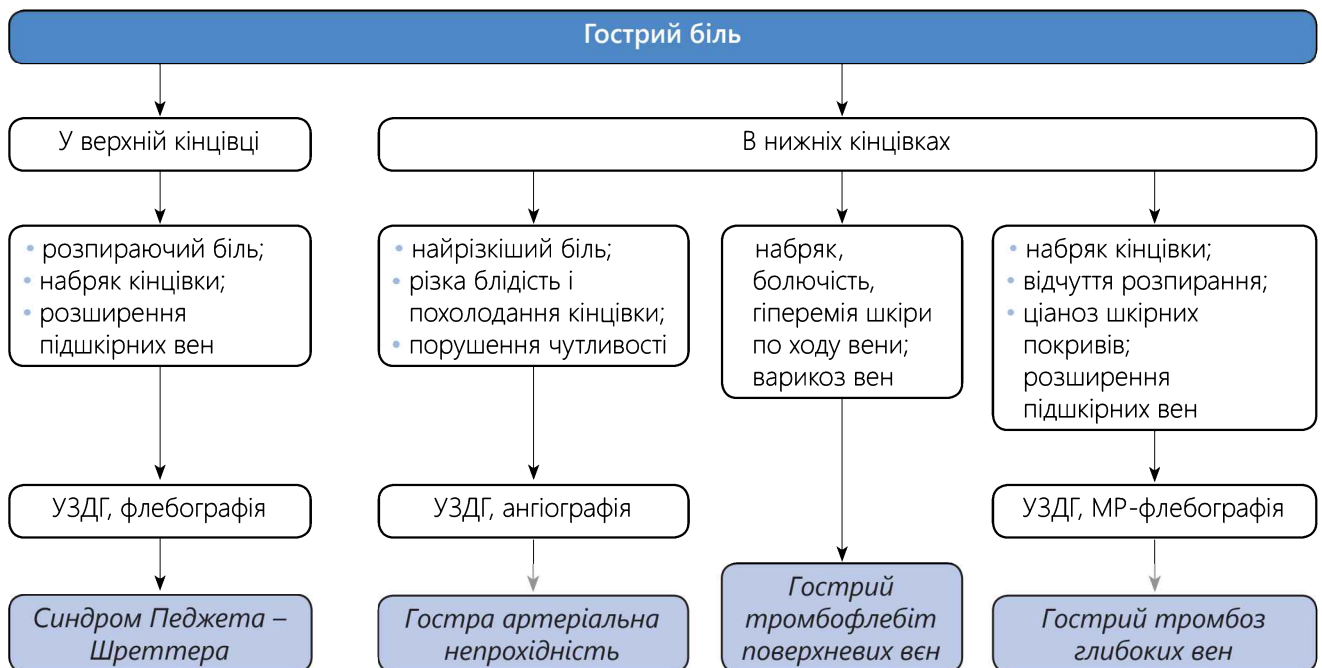 Гострий біль
У верхній кінцівці
В нижніх кінцівках
• розпираючий біль;
• набряк кінцівки;
• розширення
підшкірних вен
• найрізкіший біль;
• різка блідість і
похолодання кінцівки;
• порушення чутливості
набряк,
болючість,
гіперемія шкіри
по ходу вени;
варикоз вен
• набряк кінцівки;
• відчуття розпирання;
• ціаноз шкірних
покривів;
розширення
підшкірних вен
УЗДГ, флебографія
УЗДГ, ангіографія
УЗДГ, МР-флебографія
Синдром Педжета –
Шреттера
Гостра артеріальна
непрохідність
Гострий
тромбофлебіт
поверхневих вєн
Гострий тромбоз
глибоких вен